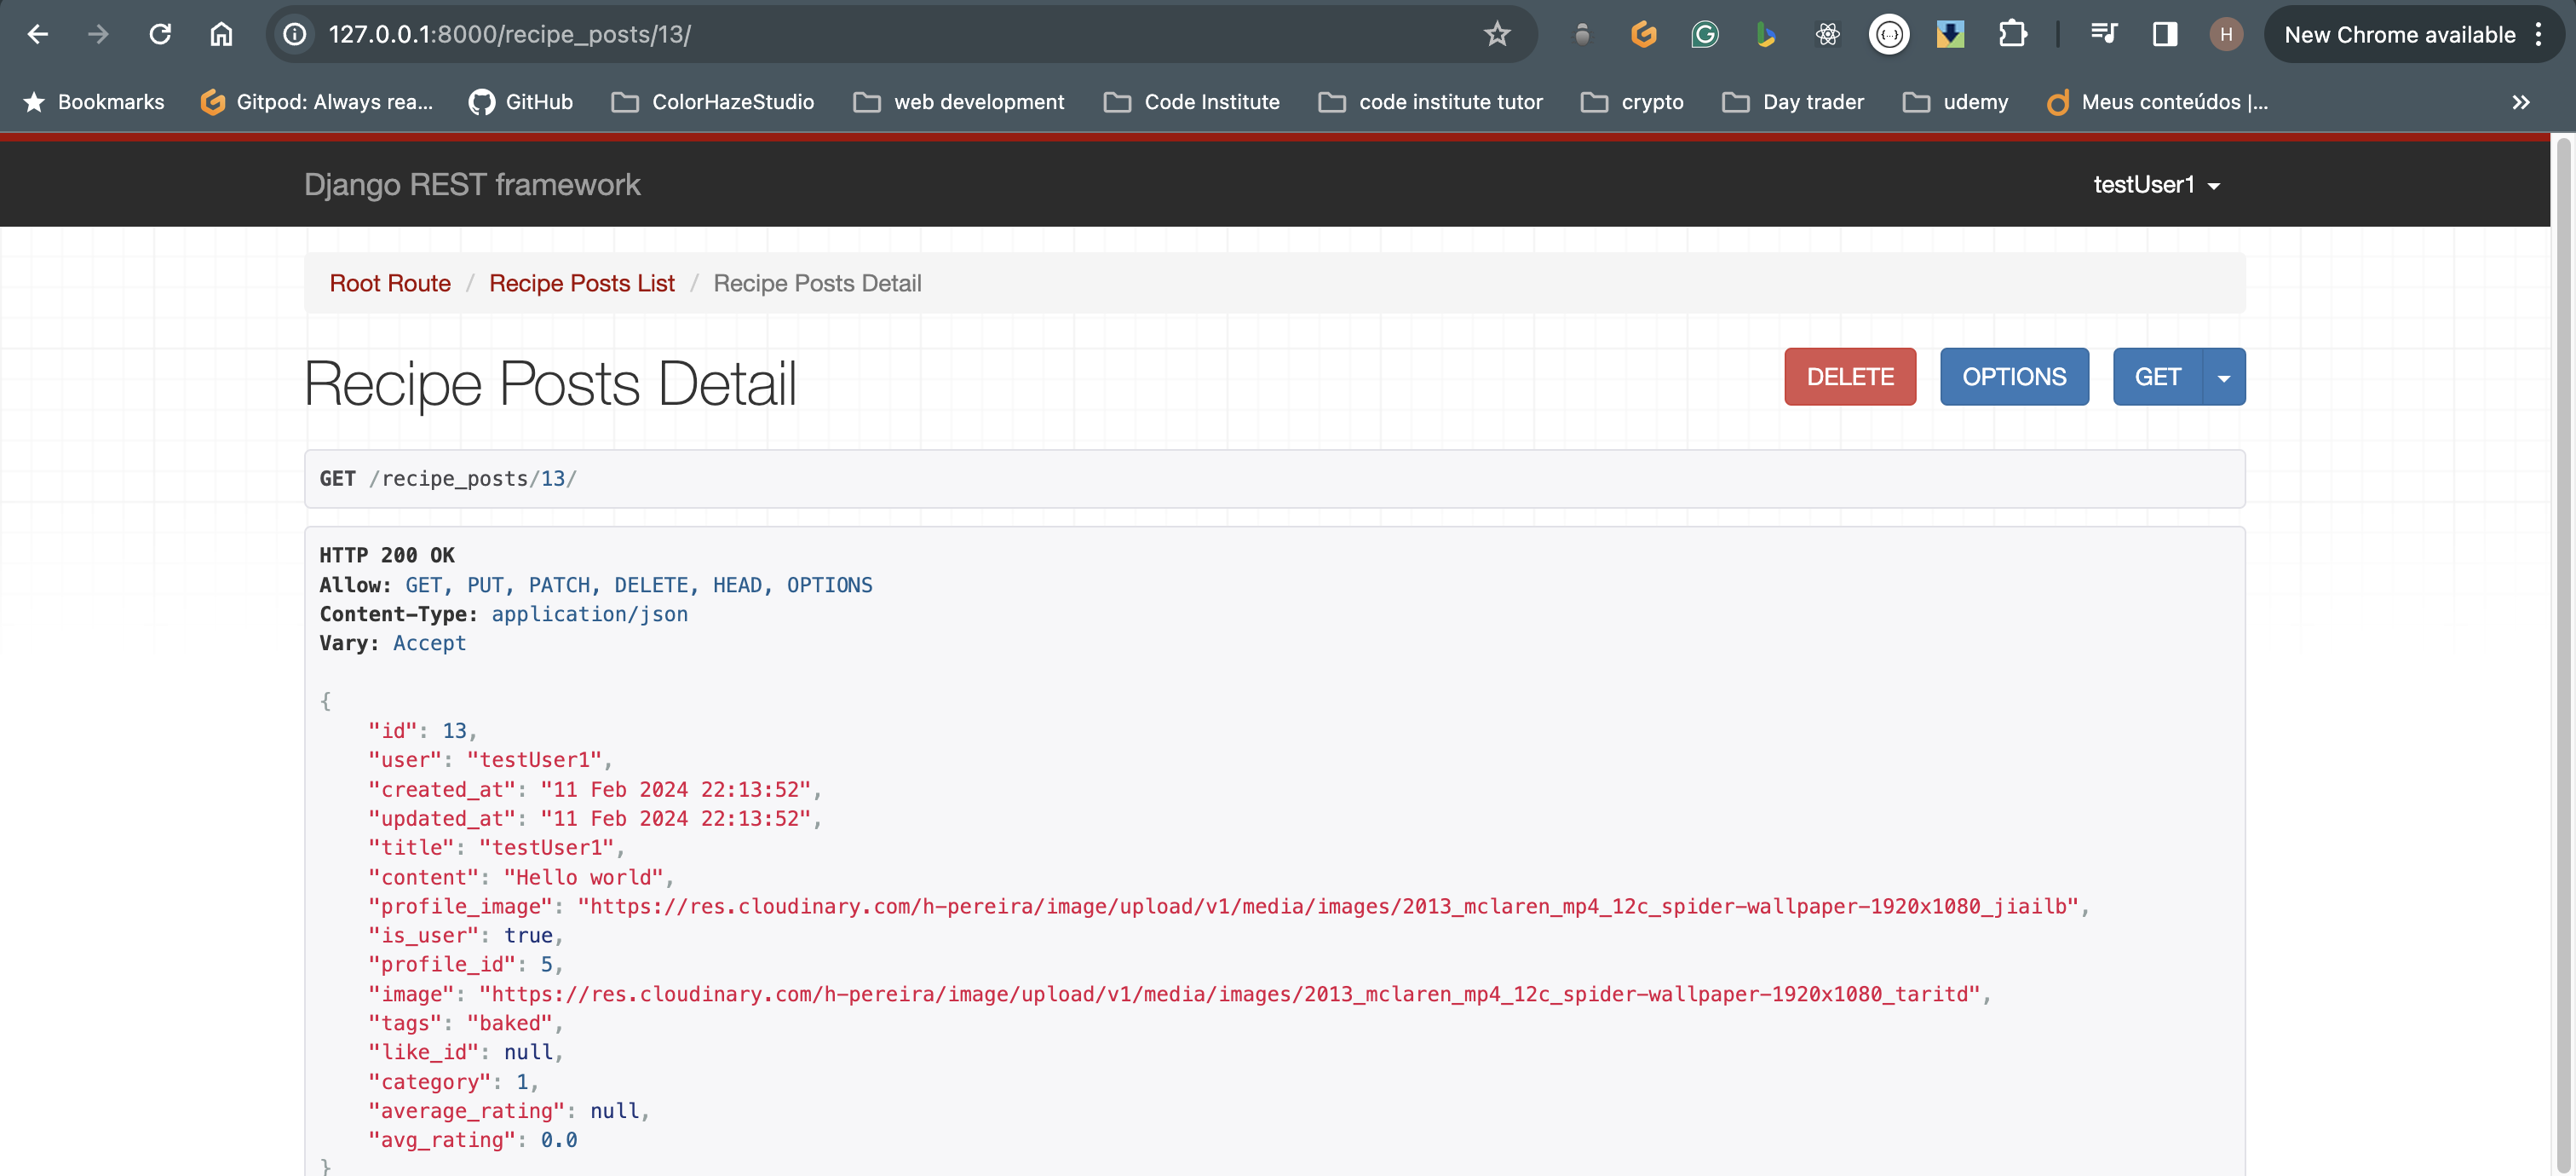 127.0.0.1:8000/recipe_posts/13/
H
New Chrome available
Bookmarks
Gitpod: Always rea...
GitHub
ColorHazeStudio
web development
Code Institute
code institute tutor
crypto
Day trader
udemy
Meus conteúdos |...
Django REST framework
testUser1
Root Route / Recipe Posts List / Recipe Posts Detail
Recipe Posts Detail
DELETE
OPTIONS
GET
GET /recipe_posts/13/
HTTP 200 OK
Allow: GET, PUT, PATCH, DELETE, HEAD, OPTIONS
Content-Type: application/json
Vary: Accept
{
"id": 13,
"user": "testUser1",
"created_at": "11 Feb 2024 22:13:52",
"updated_at": "11 Feb 2024 22:13:52",
"title": "testUser1",
"content": "Hello world",
"profile_image": "https://res.cloudinary.com/h-pereira/image/upload/v1/media/images/2013_mclaren_mp4_12c_spider-wallpaper-1920x1080_jiailb",
"is_user": true,
"profile_id": 5,
"image": "https://res.cloudinary.com/h-pereira/image/upload/v1/media/images/2013_mclaren_mp4_12c_spider-wallpaper-1920x1080_taritd",
"tags": "baked",
"like_id": null,
"category": 1,
"average_rating": null,
"avg_rating": 0.0
}